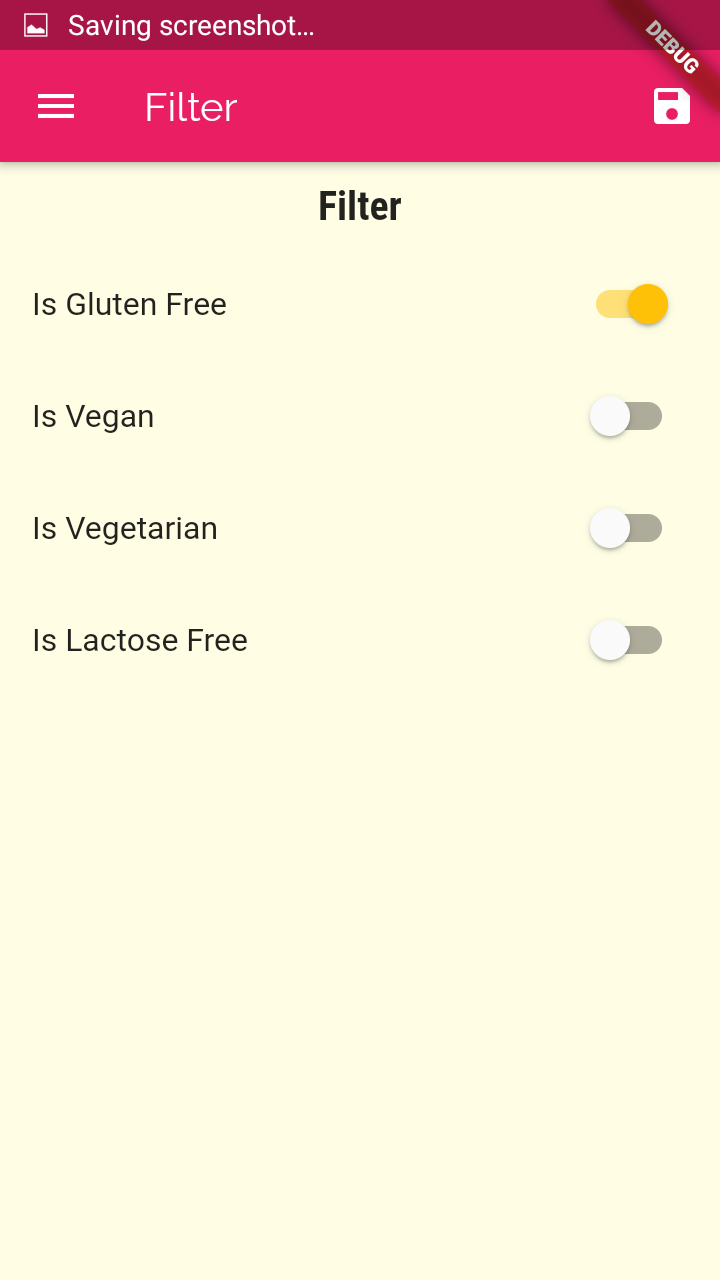 Saving screenshot...
DEBUG
Filter
Filter
Is Gluten Free
Is Vegan
Is Vegetarian
Is Lactose Free